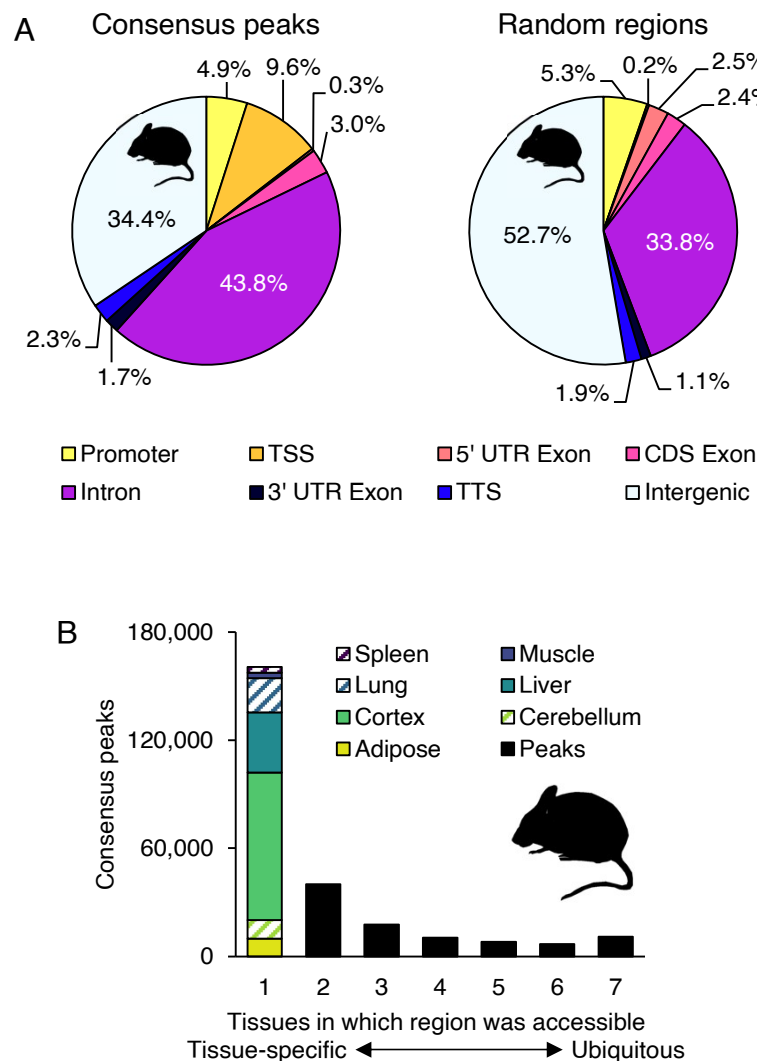 A
Consensus peaks
Random regions
4.9%
9.6%
0.3%
3.0%
43.8%
1.7%
2.3%
34.4%
5.3%
0.2%
2.5%
2.4%
33.8%
1.1%
1.9%
52.7%
Promoter
TSS
5' UTR Exon
CDS Exon
Intron
3' UTR Exon
TTS
Intergenic
B
Consensus peaks
180,000
120,000
60,000
0
Spleen
Muscle
Lung
Liver
Cortex
Cerebellum
Adipose
Peaks
1 2 3 4 5 6 7
Tissues in which region was accessible
Tissue-specific
Ubiquitous